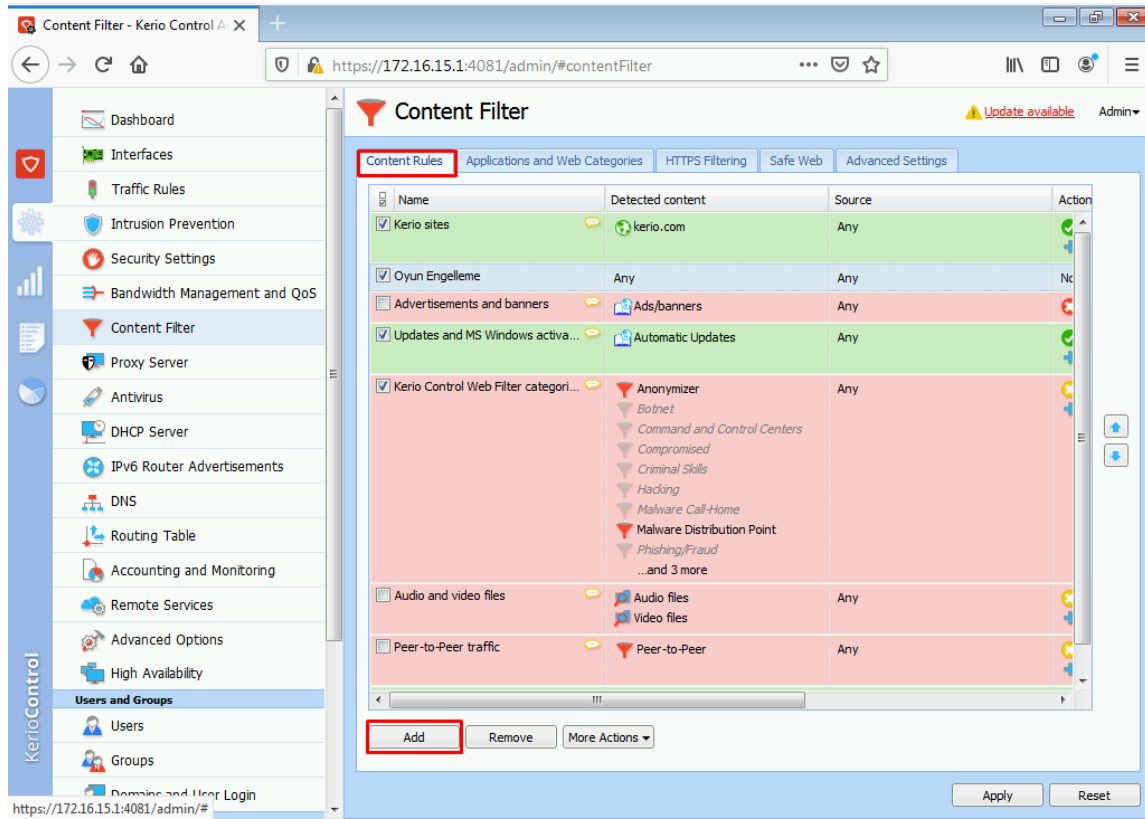 Content Filter - Kerio Control A
https://172.16.15.1:4081/admin/#contentFilter
Dashboard
Interfaces
Traffic Rules
Intrusion Prevention
Security Settings
Bandwidth Management and QoS
Content Filter
Proxy Server
Antivirus
DHCP Server
IPv6 Router Advertisements
DNS
Routing Table
Accounting and Monitoring
Remote Services
Advanced Options
High Availability
Users and Groups
Users
Groups
Domains and User Login
https://172.16.15.1:4081/admin/#
KerioControl
Content Filter
Update available
Admin
Content Rules Applications and Web Categories HTTPS Filtering Safe Web Advanced Settings
Name Detected content Source Action
Kerio sites kerio.com Any
Oyun Engelleme Any Any
Advertisements and banners Ads/banners Any
Updates and MS Windows activa... Automatic Updates Any
Kerio Control Web Filter categori... Anonymizer Any
Botnet
Command and Control Centers
Compromised
Criminal Skills
Hacking
Malware Call-Home
Malware Distribution Point
Phishing/Fraud
...and 3 more
Audio and video files Audio files Any
Video files
Peer-to-Peer traffic Peer-to-Peer Any
Add Remove More Actions
Apply Reset